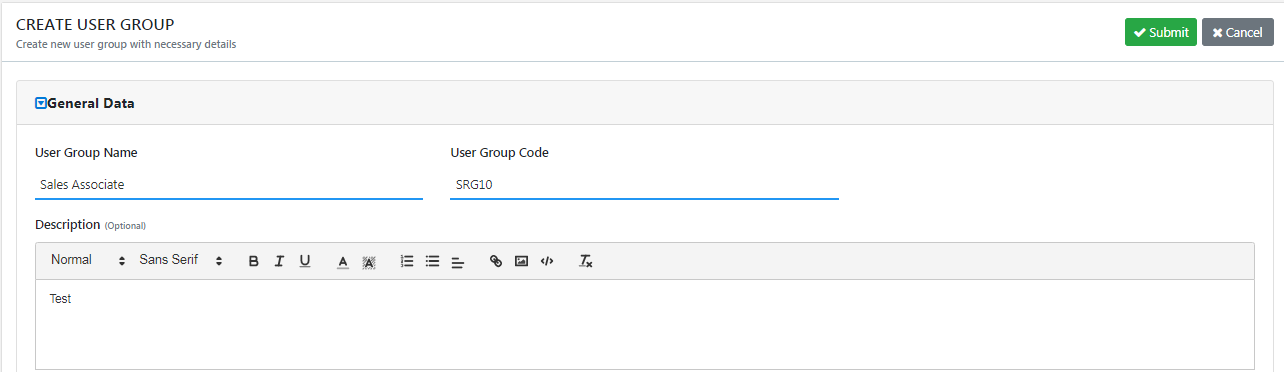 CREATE USER GROUP
Create new user group with necessary details
Submit
Cancel
General Data
User Group Name
User Group Code
Sales Associate
SRG10
Description (Optional)
Normal Sans Serif B I U A A
Test